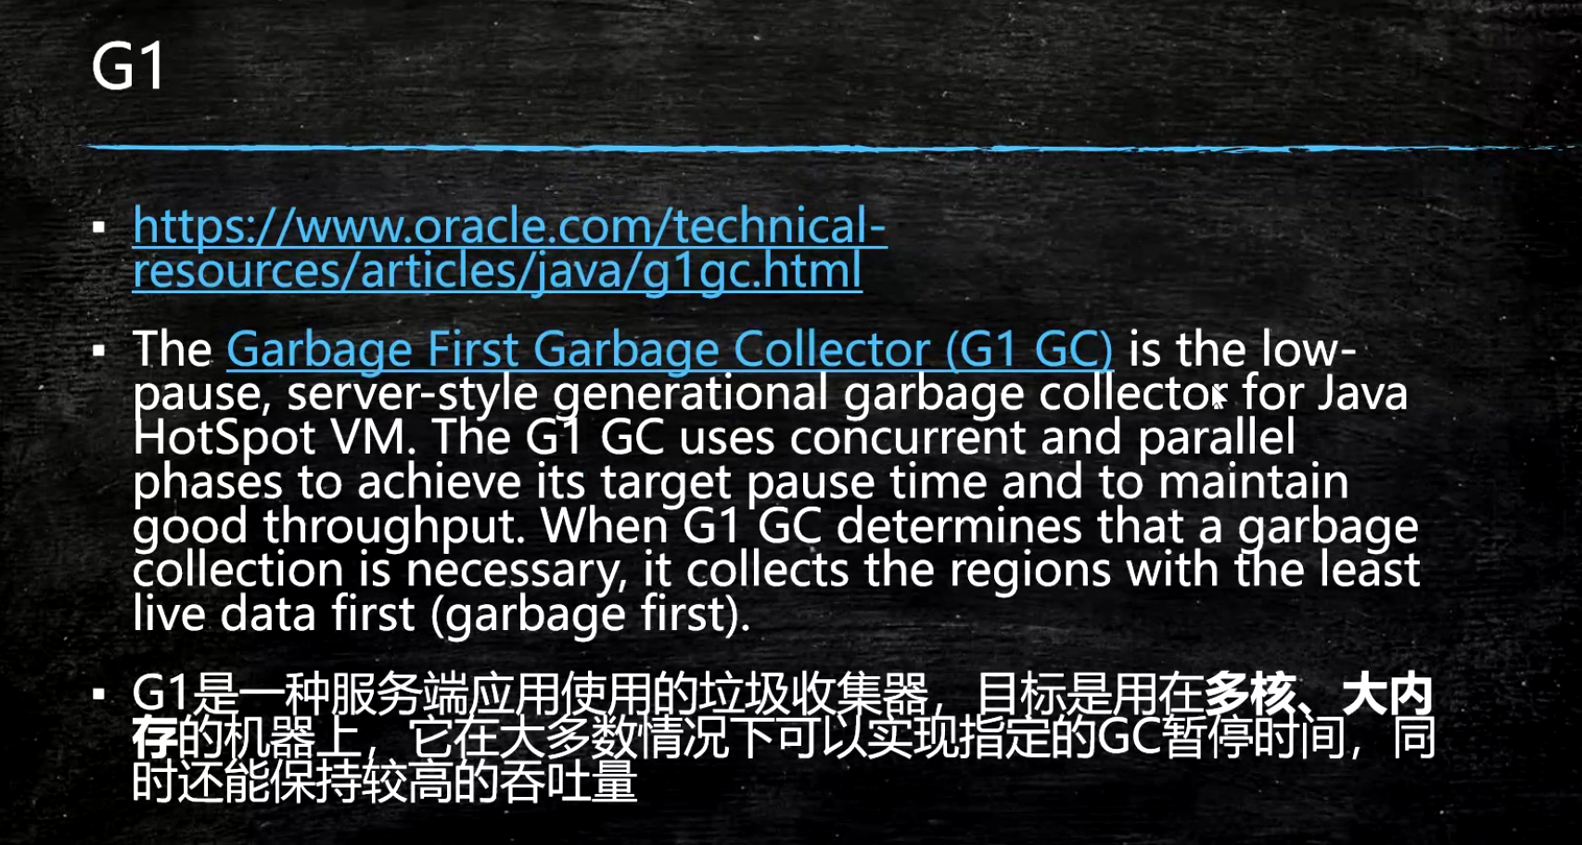 G1
https://www.oracle.com/technical-
resources/articles/java/g1gc.html
The Garbage First Garbage Collector (G1 GC) is the low-
pause, server-style generational garbage collector for Java
HotSpot VM. The G1 GC uses concurrent and parallel
phases to achieve its target pause time and to maintain
good throughput. When G1 GC determines that a garbage
collection is necessary, it collects the regions with the least
live data first (garbage first).
G1是一种服务端应用使用的垃圾收集器，目标是用在多核、大内
存的机器上，它在大多数情况下可以实现指定的GC暂停时间，同
时还能保持较高的吞吐量